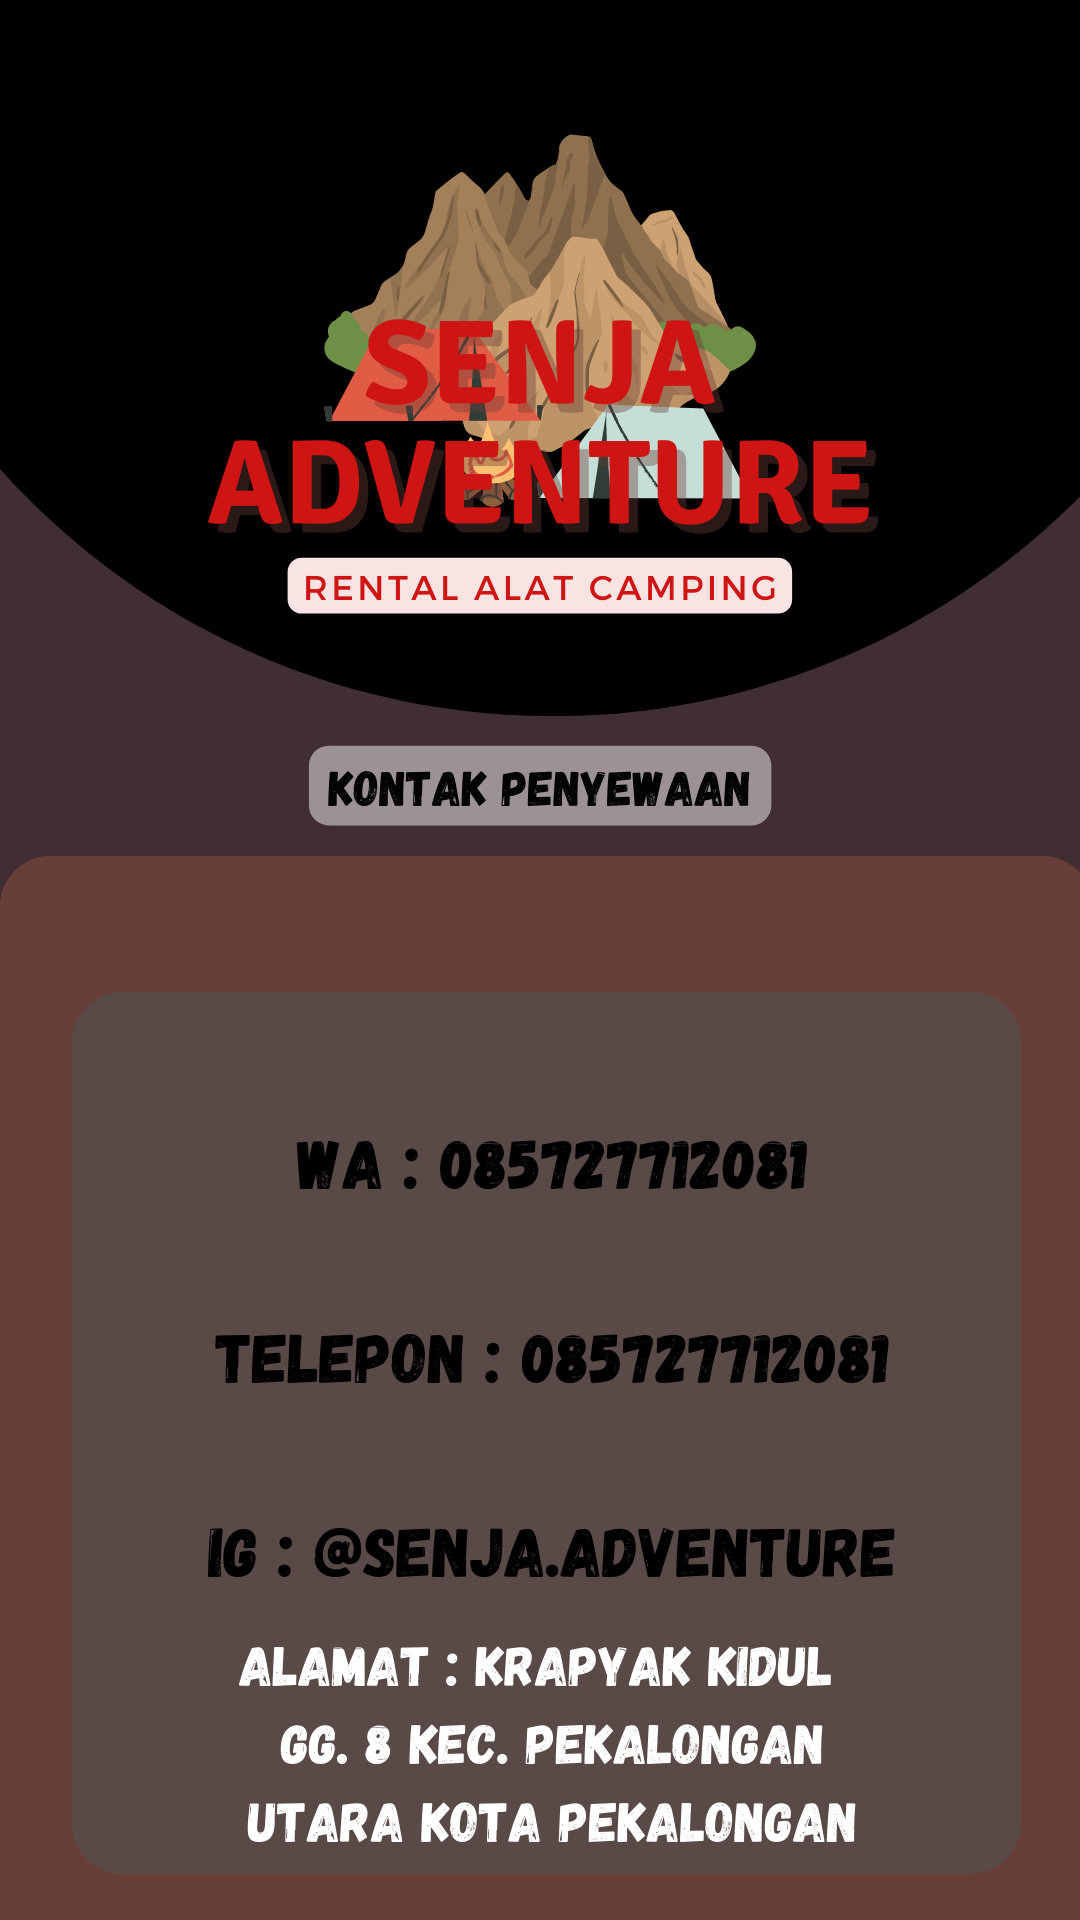 SENJA
ADVENTURE
RENTAL ALAT CAMPING
KONTAK PENYEWAAN
WA : 085727712081
TELEPON : 085727712081
IG : @SENJA.ADVENTURE
ALAMAT : KRAPYAK KIDUL
GG. 8 KEC. PEKALONGAN
UTARA KOTA PEKALONGAN